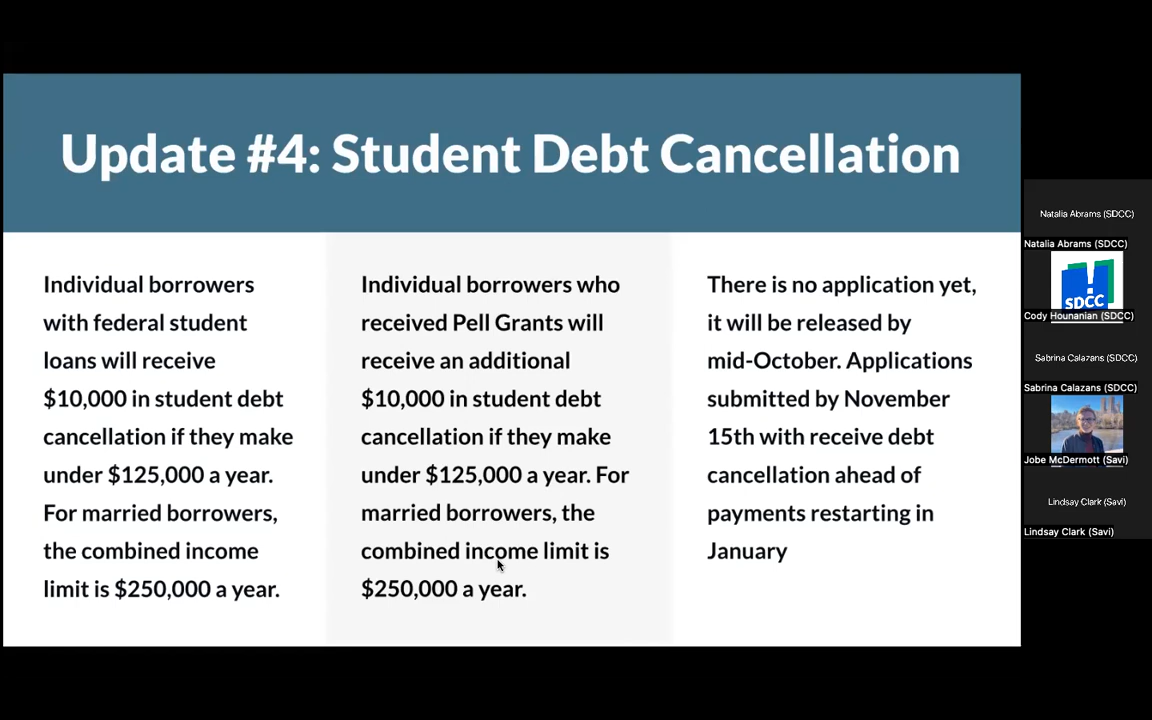 Update #4: Student Debt Cancellation
Individual borrowers
with federal student
loans will receive
$10,000 in student debt
cancellation if they make
under $125,000 a year.
For married borrowers,
the combined income
limit is $250,000 a year.
Individual borrowers who
received Pell Grants will
receive an additional
$10,000 in student debt
cancellation if they make
under $125,000 a year. For
married borrowers, the
combined income limit is
$250,000 a year.
There is no application yet,
it will be released by
mid-October. Applications
submitted by November
15th with receive debt
cancellation ahead of
payments restarting in
January
Natalia Abrams (SDCC)
Natalia Abrams (SDCC)
SDCC
Cody Hounanian (SDCC)
Sabrina Calazans (SDCC)
Sabrina Calazans (SDCC)
Jobe McDermott (Savi)
Lindsay Clark (Savi)
Lindsay Clark (Savi)